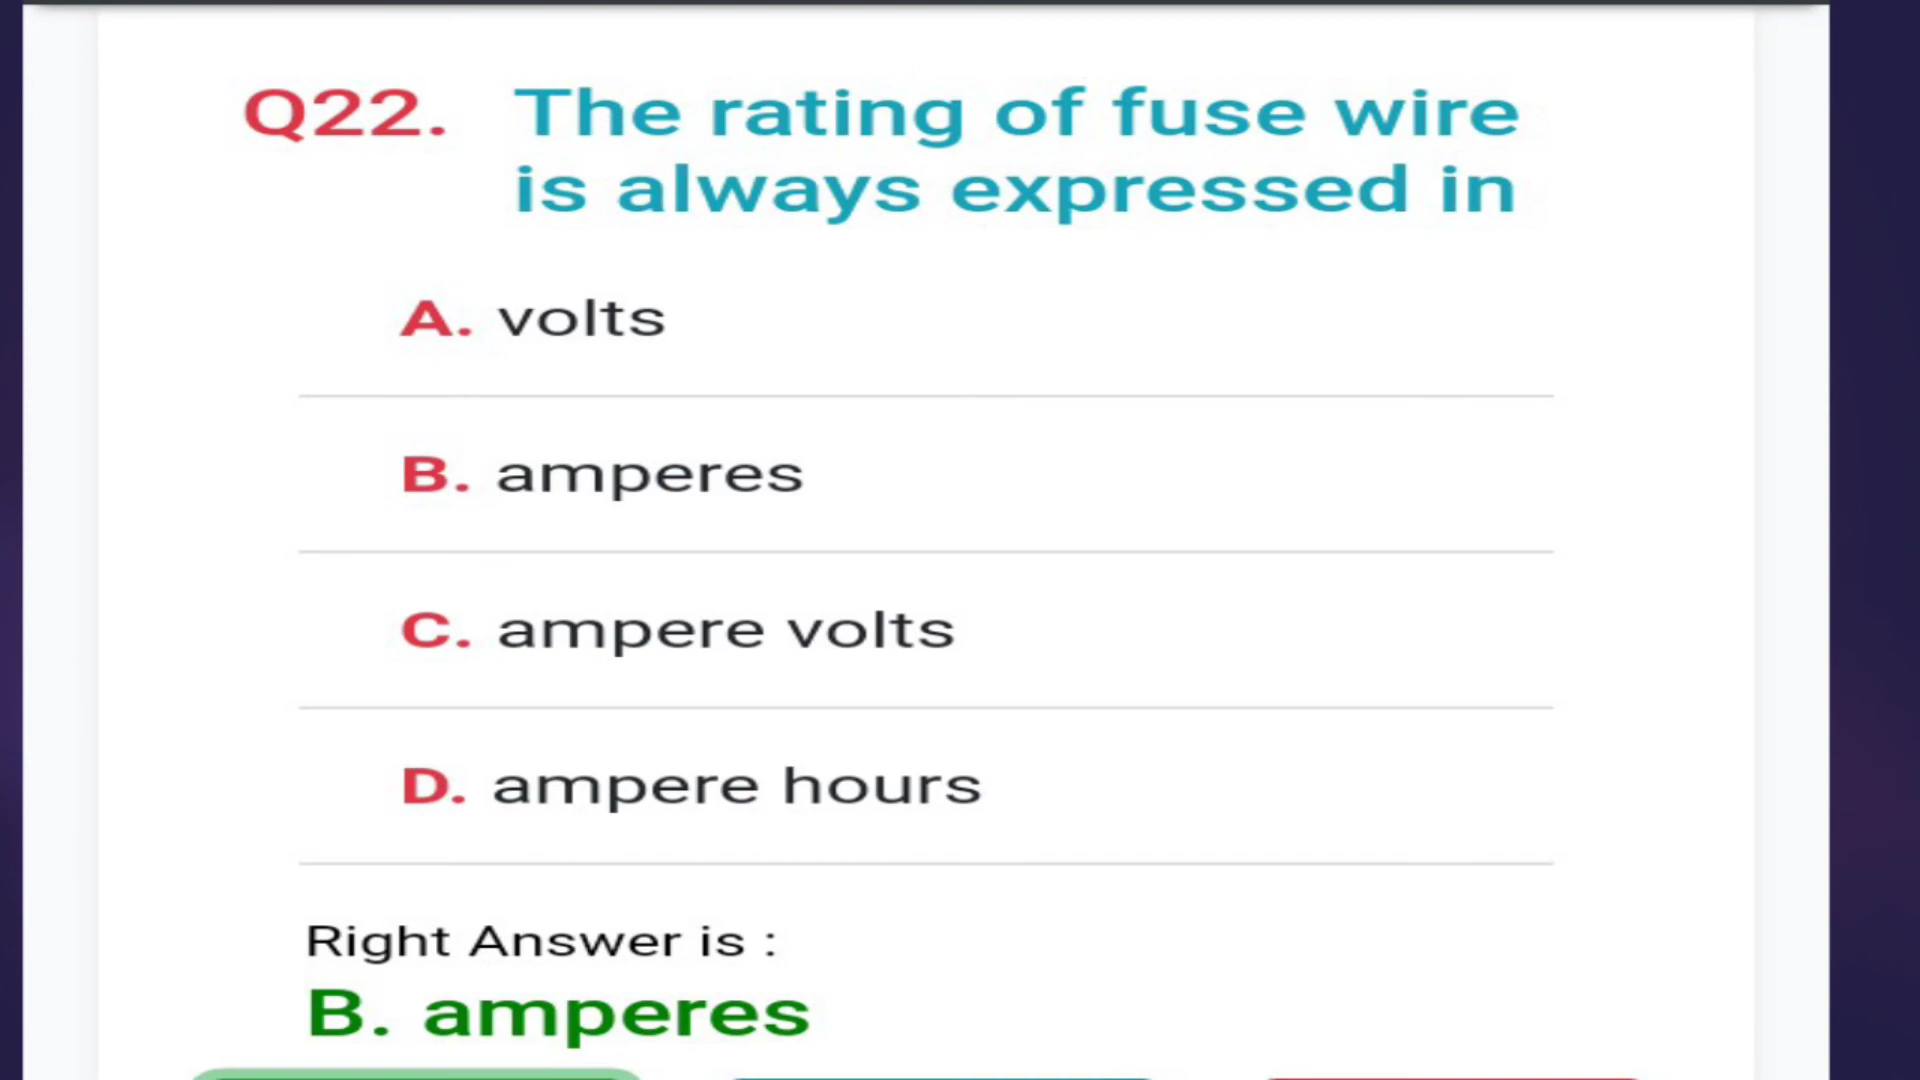 Q22. The rating of fuse wire
is always expressed in
A. volts
B. amperes
C. ampere volts
D. ampere hours
Right Answer is :
B. amperes